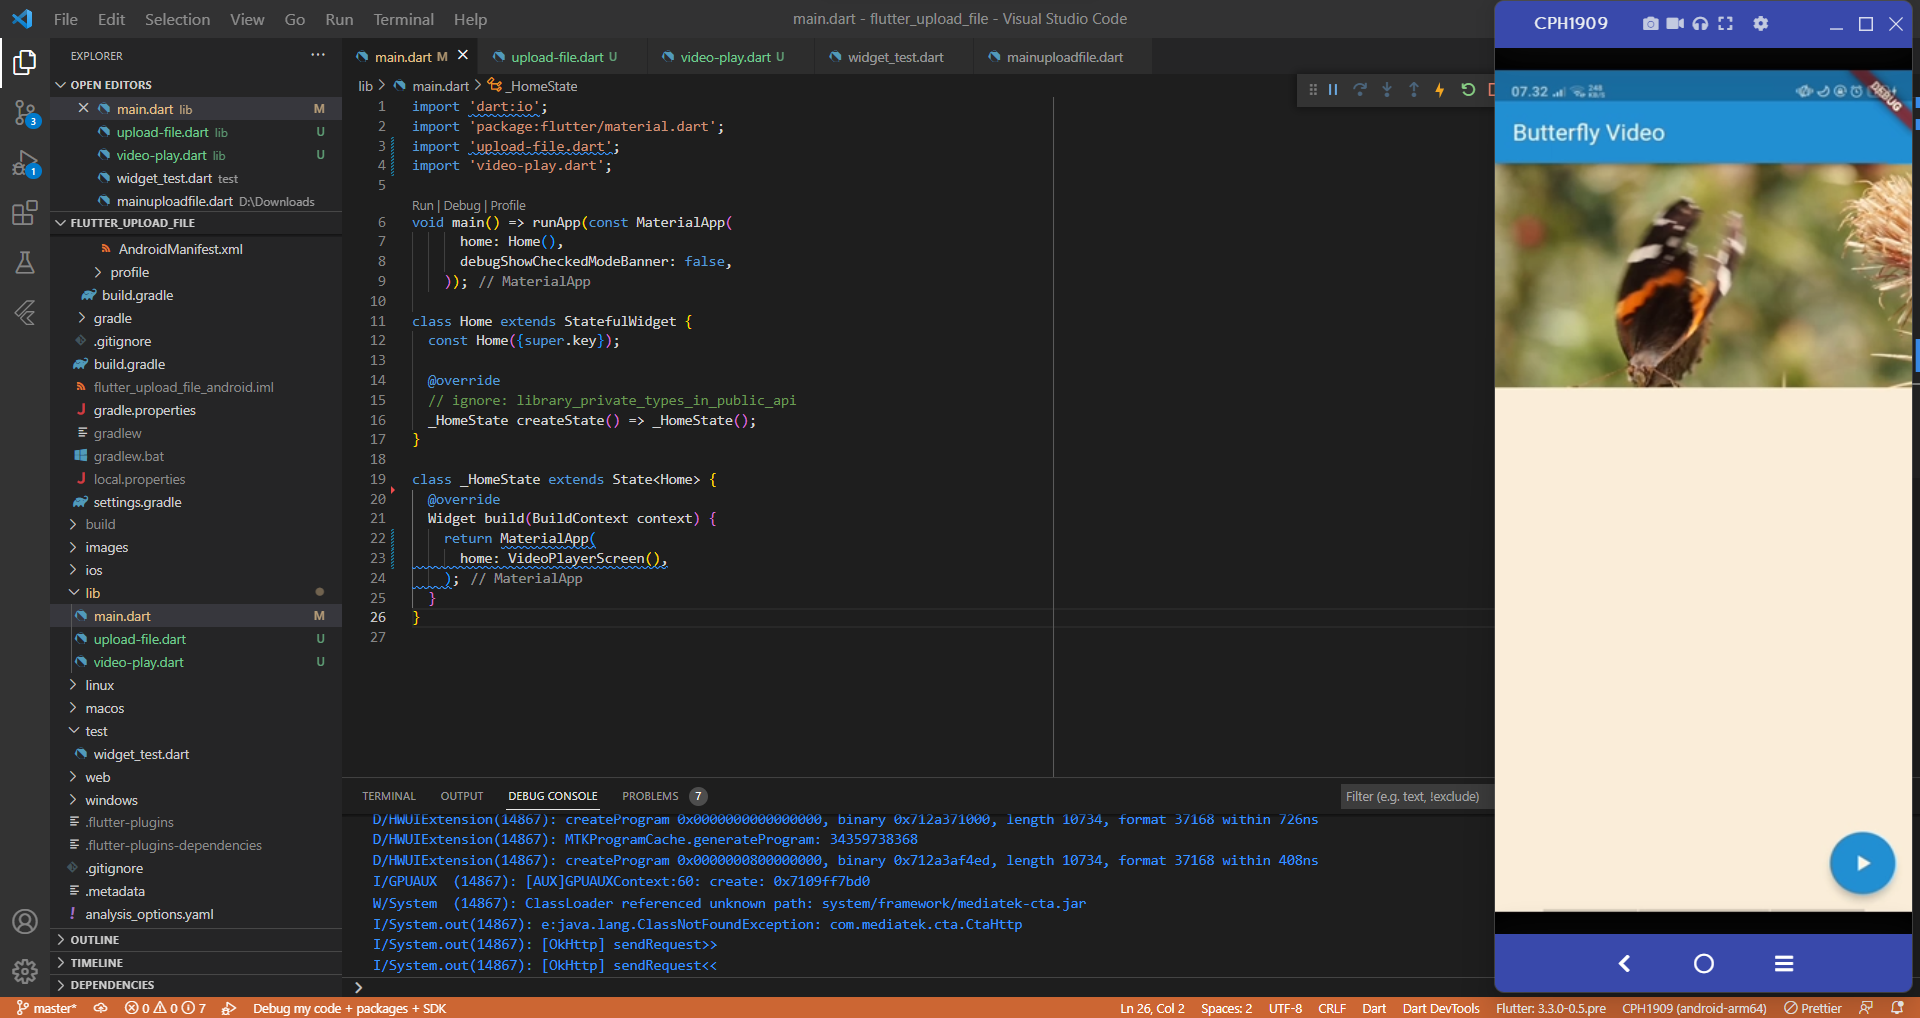 File Edit Selection View Go Run Terminal Help
main.dart - flutter_upload_file - Visual Studio Code
EXPLORER
OPEN EDITORS
main.dart lib M
upload-file.dart lib U
video-play.dart lib U
widget_test.dart test
mainuploadfile.dart D:\Downloads
FLUTTER_UPLOAD_FILE
AndroidManifest.xml
profile
build.gradle
gradle
.gitignore
build.gradle
flutter_upload_file_android.iml
gradle.properties
gradlew
gradlew.bat
local.properties
settings.gradle
build
images
ios
lib
main.dart M
upload-file.dart U
video-play.dart U
linux
macos
test
widget_test.dart
web
windows
.flutter-plugins
.flutter-plugins-dependencies
.gitignore
.metadata
analysis_options.yaml
OUTLINE
TIMELINE
DEPENDENCIES
3
1
main.dart M upload-file.dart U video-play.dart U widget_test.dart mainuploadfile.dart
lib > main.dart > _HomeState
1 import 'dart:io';
2 import 'package:flutter/material.dart';
3 import 'upload-file.dart';
4 import 'video-play.dart';
5
Run | Debug | Profile
6 void main() => runApp(const MaterialApp(
7 home: Home(),
8 debugShowCheckedModeBanner: false,
9 )); // MaterialApp
10
11 class Home extends StatefulWidget {
12 const Home({super.key});
13
14 @override
15 // ignore: library_private_types_in_public_api
16 _HomeState createState() => _HomeState();
17 }
18
19 class _HomeState extends State<Home> {
20 @override
21 Widget build(BuildContext context) {
22 return MaterialApp(
23 home: VideoPlayerScreen(),
24 ); // MaterialApp
25 }
26 }
27
TERMINAL OUTPUT DEBUG CONSOLE PROBLEMS 7
Filter (e.g. text, !exclude)
D/HWUIExtension(14867): createProgram 0x0000000000000000, binary 0x712a371000, length 10734, format 37168 within 726ns
D/HWUIExtension(14867): MTKProgramCache.generateProgram: 34359738368
D/HWUIExtension(14867): createProgram 0x0000000800000000, binary 0x712a3af4ed, length 10734, format 37168 within 408ns
I/GPUAUX (14867): [AUX]GPUAUXContext:60: create: 0x7109ff7bd0
W/System (14867): ClassLoader referenced unknown path: system/framework/mediatek-cta.jar
I/System.out(14867): e:java.lang.ClassNotFoundException: com.mediatek.cta.CtaHttp
I/System.out(14867): [OkHttp] sendRequest>>
I/System.out(14867): [OkHttp] sendRequest<<
CPH1909
07.32
248 KB/S
DEBUG
Butterfly Video
master* 0 0 7 Debug my code + packages + SDK
Ln 26, Col 2 Spaces: 2 UTF-8 CRLF Dart Dart DevTools Flutter: 3.3.0-0.5.pre CPH1909 (android-arm64) Prettier